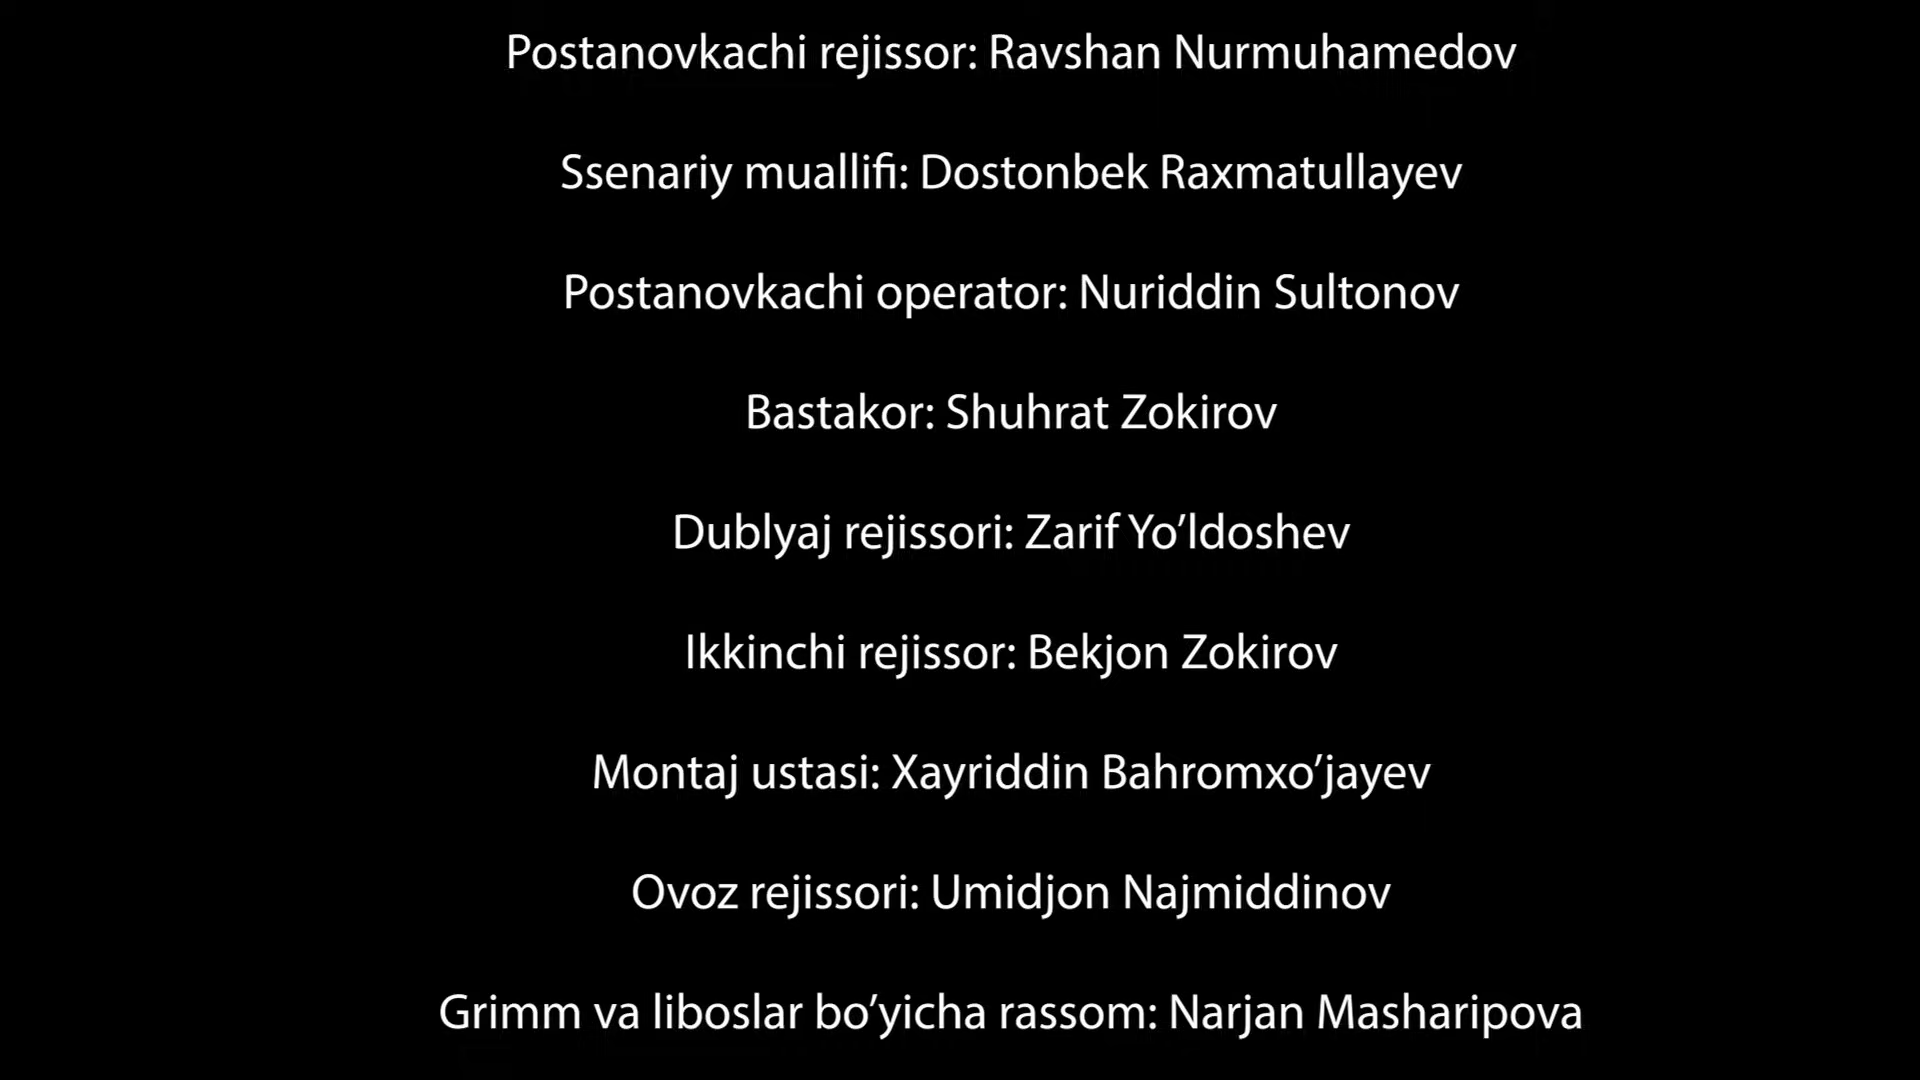 Postanovkachi rejissor: Ravshan Nurmuhamedov
Ssenariy muallifi: Dostonbek Raxmatullayev
Postanovkachi operator: Nuriddin Sultonov
Bastakor: Shuhrat Zokirov
Dublyaj rejissori: Zarif Yo’ldoshev
Ikkinchi rejissor: Bekjon Zokirov
Montaj ustasi: Xayriddin Bahromxo’jayev
Ovoz rejissori: Umidjon Najmiddinov
Grimm va liboslar bo’yicha rassom: Narjan Masharipova